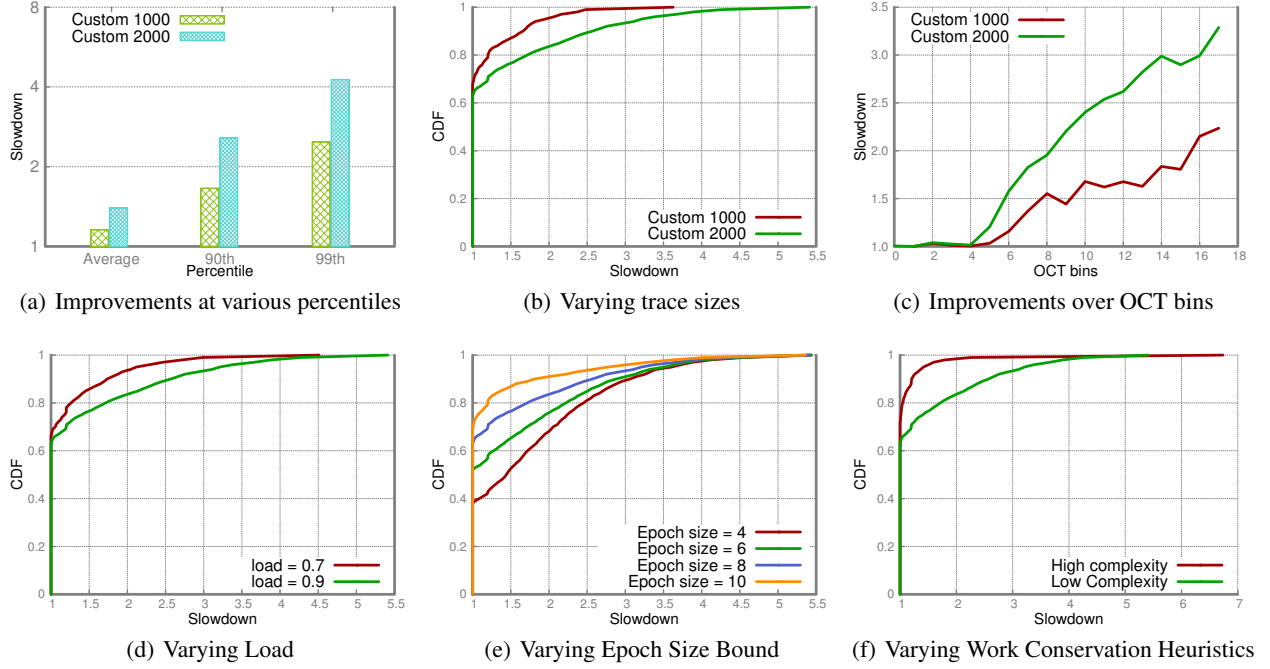 8
4
2
1
Slowdown
Custom 1000
Custom 2000
Average
90th
99th
Percentile
(a) Improvements at various percentiles
1
0.8
0.6
0.4
0.2
0
CDF
Custom 1000
Custom 2000
1
1.5
2
2.5
3
3.5
4
4.5
5
5.5
Slowdown
(b) Varying trace sizes
3.5
3.0
2.5
2.0
1.5
1.0
Slowdown
Custom 1000
Custom 2000
0
2
4
6
8
10
12
14
16
18
OCT bins
(c) Improvements over OCT bins
1
0.8
0.6
0.4
0.2
0
CDF
load = 0.7
load = 0.9
1
1.5
2
2.5
3
3.5
4
4.5
5
5.5
Slowdown
(d) Varying Load
1
0.8
0.6
0.4
0.2
0
CDF
Epoch size = 4
Epoch size = 6
Epoch size = 8
Epoch size = 10
1
1.5
2
2.5
3
3.5
4
4.5
5
5.5
Slowdown
(e) Varying Epoch Size Bound
1
0.8
0.6
0.4
0.2
0
CDF
High complexity
Low Complexity
1
2
3
4
5
6
7
Slowdown
(f) Varying Work Conservation Heuristics